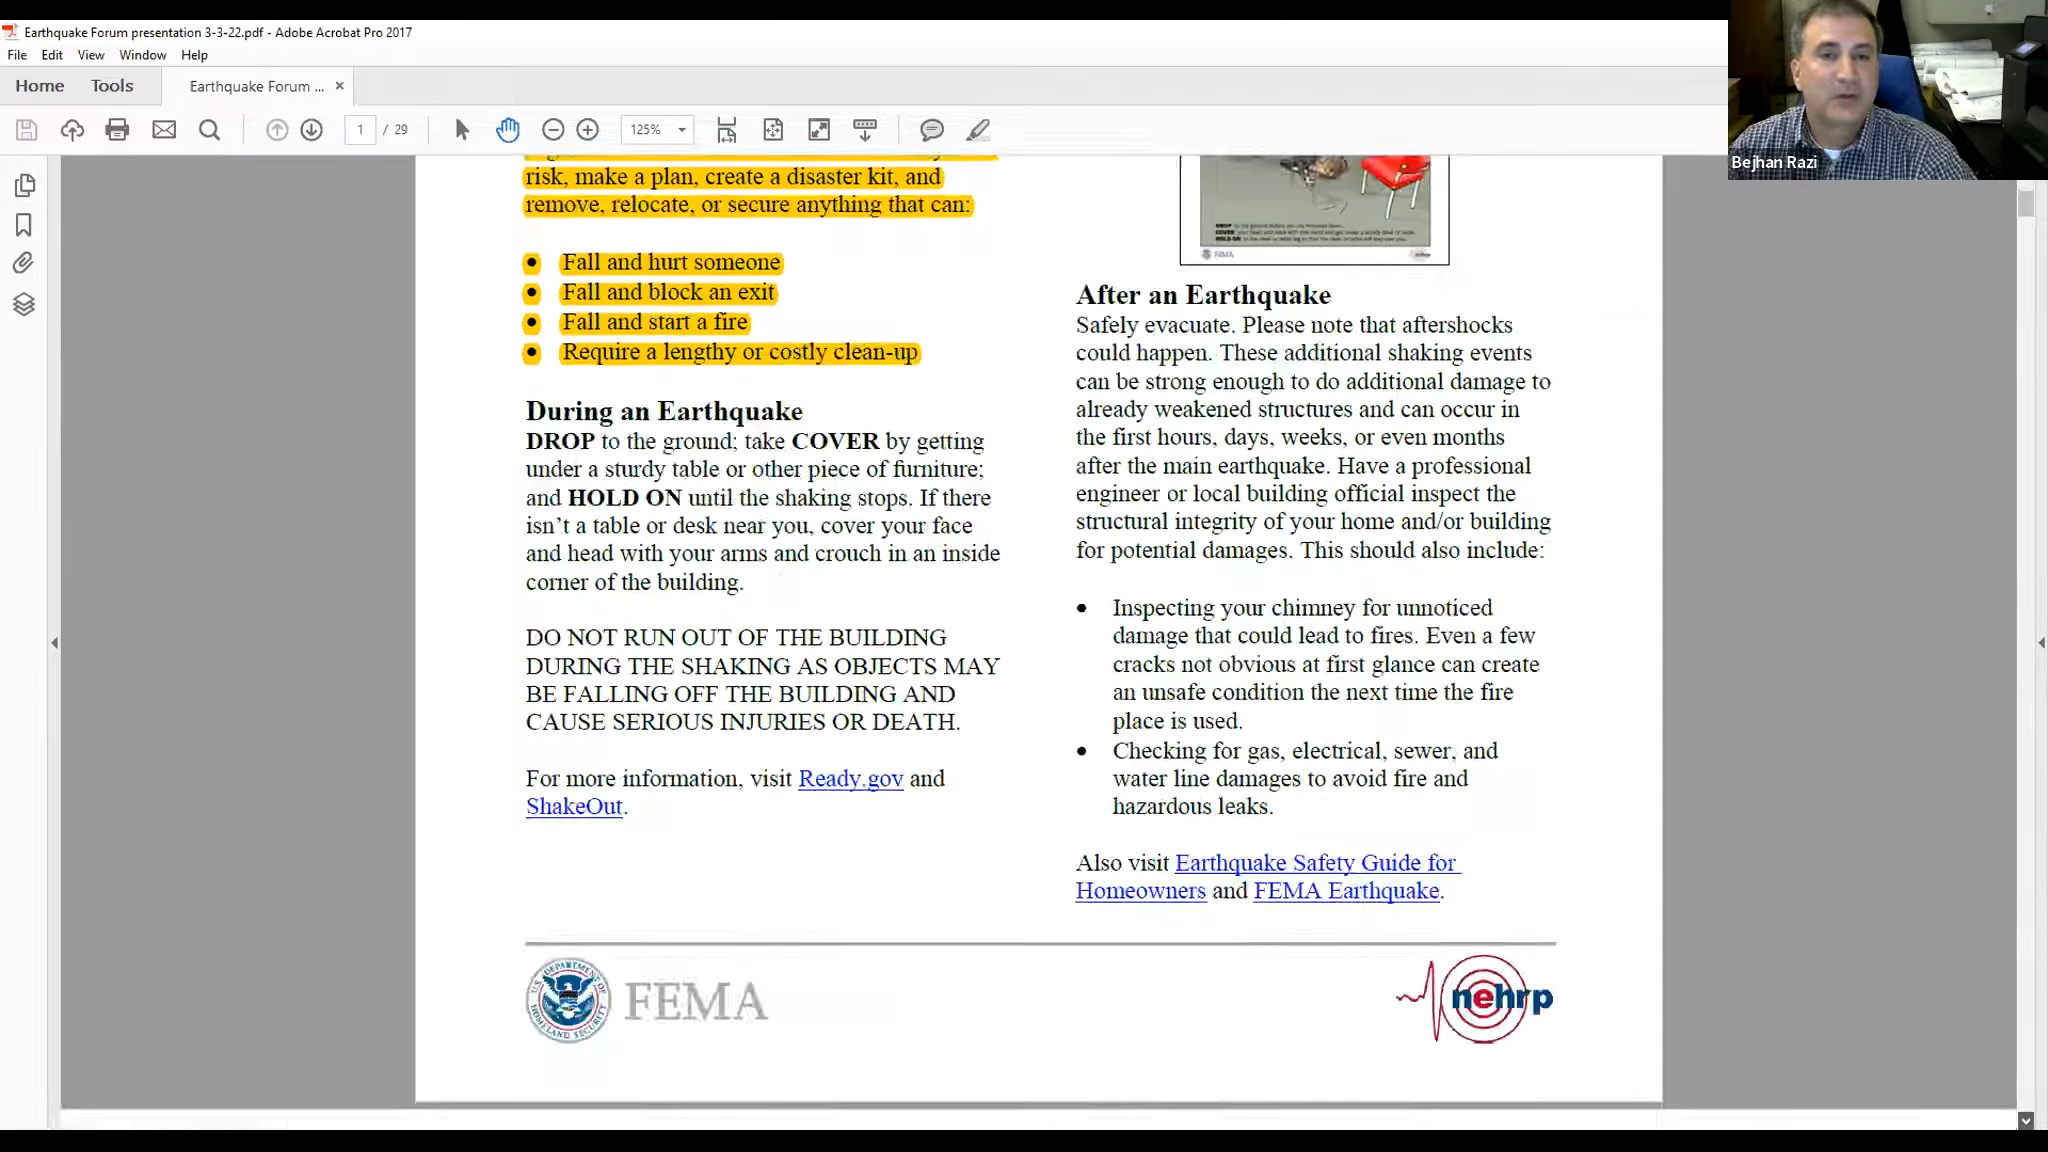 Earthquake Forum presentation 3-3-22.pdf - Adobe Acrobat Pro 2017
File Edit View Window Help
Home Tools Earthquake Forum ... ×
1 / 29 125%
Bejhan Razi
risk, make a plan, create a disaster kit, and
remove, relocate, or secure anything that can:
• Fall and hurt someone
• Fall and block an exit
• Fall and start a fire
• Require a lengthy or costly clean-up
During an Earthquake
DROP to the ground; take COVER by getting
under a sturdy table or other piece of furniture;
and HOLD ON until the shaking stops. If there
isn’t a table or desk near you, cover your face
and head with your arms and crouch in an inside
corner of the building.
DO NOT RUN OUT OF THE BUILDING
DURING THE SHAKING AS OBJECTS MAY
BE FALLING OFF THE BUILDING AND
CAUSE SERIOUS INJURIES OR DEATH.
For more information, visit Ready.gov and
ShakeOut.
DROP
COVER
HOLD ON
FEMA
nehrp
After an Earthquake
Safely evacuate. Please note that aftershocks
could happen. These additional shaking events
can be strong enough to do additional damage to
already weakened structures and can occur in
the first hours, days, weeks, or even months
after the main earthquake. Have a professional
engineer or local building official inspect the
structural integrity of your home and/or building
for potential damages. This should also include:
• Inspecting your chimney for unnoticed
damage that could lead to fires. Even a few
cracks not obvious at first glance can create
an unsafe condition the next time the fire
place is used.
• Checking for gas, electrical, sewer, and
water line damages to avoid fire and
hazardous leaks.
Also visit Earthquake Safety Guide for
Homeowners and FEMA Earthquake.
U.S. DEPARTMENT OF HOMELAND SECURITY
FEMA
nehrp